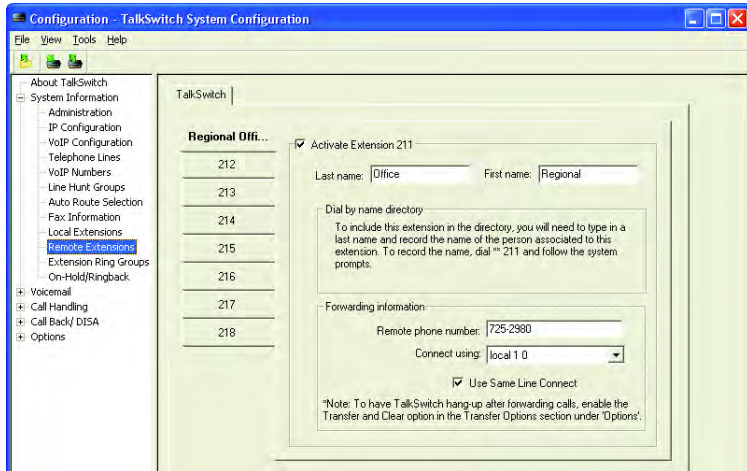 Configuration - TalkSwitch System Configuration
File View Tools Help
About TalkSwitch
System Information
Administration
IP Configuration
VoIP Configuration
Telephone Lines
VoIP Numbers
Line Hunt Groups
Auto Route Selection
Fax Information
Local Extensions
Remote Extensions
Extension Ring Groups
On-Hold/Ringback
Voicemail
Call Handling
Call Back/ DISA
Options
TalkSwitch
Regional Offi...
212
213
214
215
216
217
218
Activate Extension 211
Last name: Office First name: Regional
Dial by name directory
To include this extension in the directory, you will need to type in a
last name and record the name of the person associated to this
extension. To record the name, dial ** 211 and follow the system
prompts.
Forwarding information
Remote phone number: 725-2980
Connect using: local 1 0
Use Same Line Connect
*Note: To have TalkSwitch hang-up after forwarding calls, enable the
Transfer and Clear option in the Transfer Options section under 'Options'.